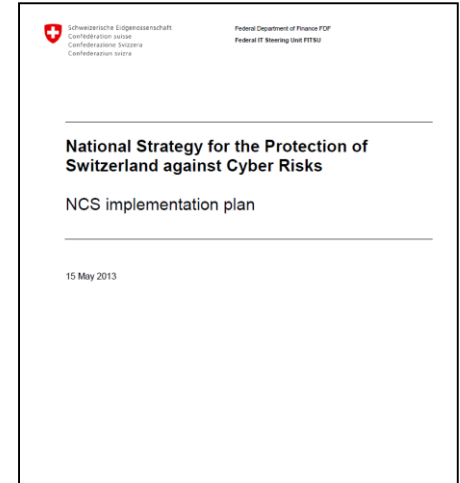 Schweizerische Eidgenossenschaft
Confédération suisse
Confederazione Svizzera
Confederaziun svizra
Federal Department of Finance FDF
Federal IT Steering Unit FITSU
National Strategy for the Protection of
Switzerland against Cyber Risks
NCS implementation plan
15 May 2013